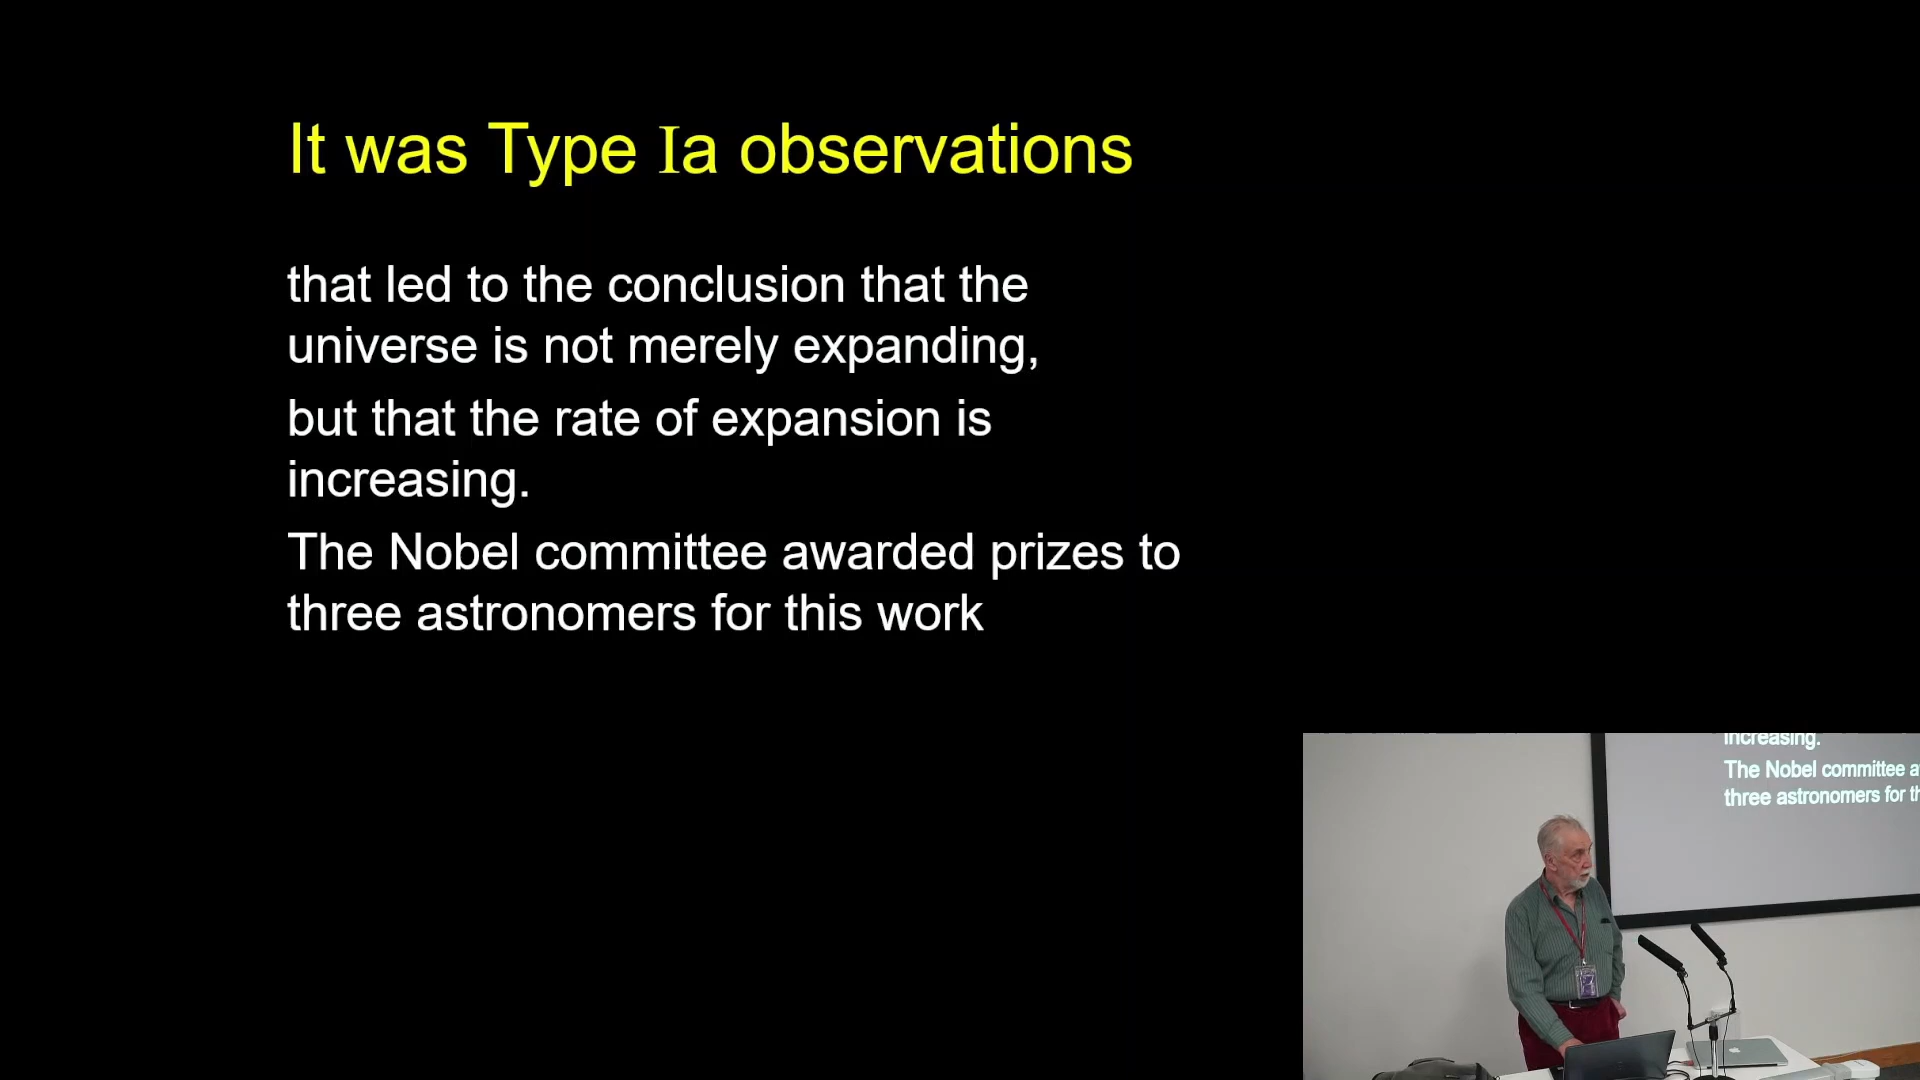 It was Type Ia observations
that led to the conclusion that the
universe is not merely expanding,
but that the rate of expansion is
increasing.
The Nobel committee awarded prizes to
three astronomers for this work
increasing.
The Nobel committee
three astronomers for